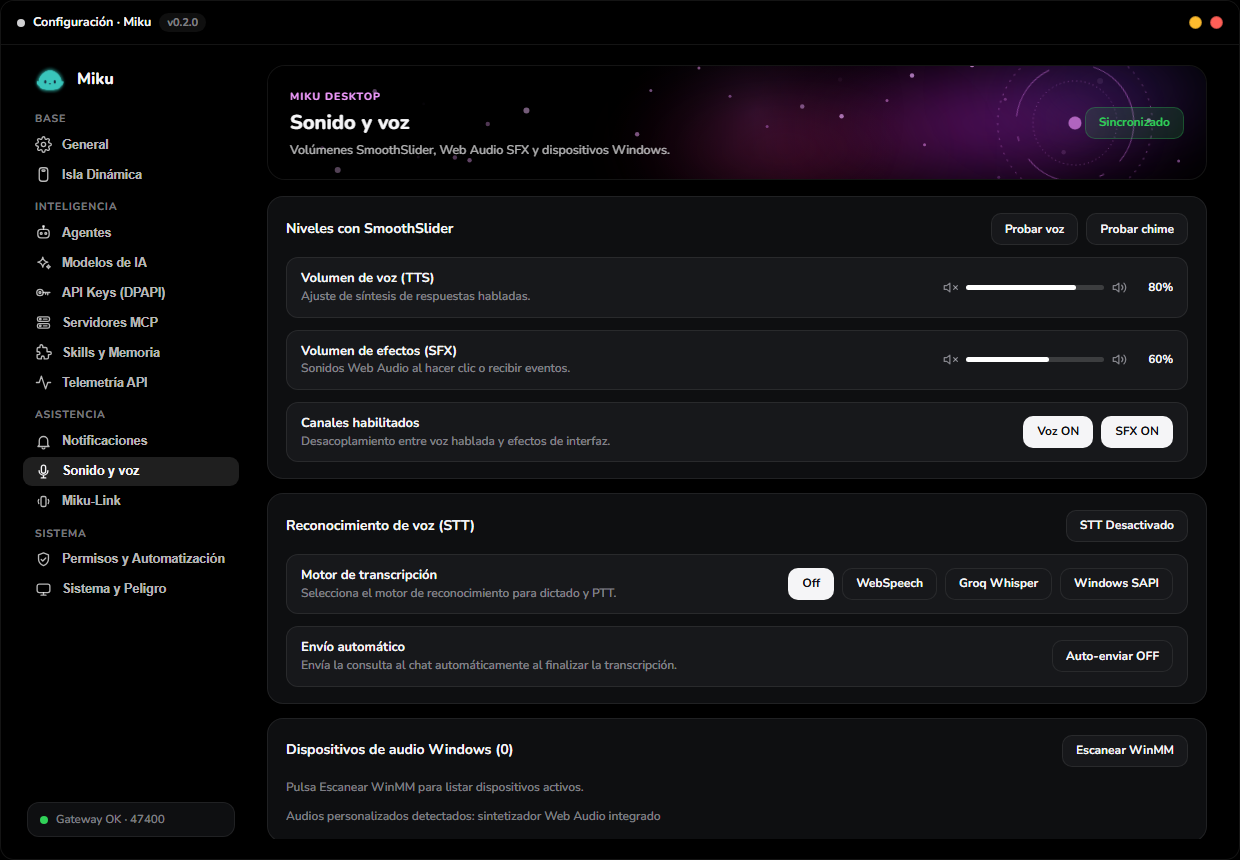 Configuración · Miku v0.2.0
Miku
BASE
General
Isla Dinámica
INTELIGENCIA
Agentes
Modelos de IA
API Keys (DPAPI)
Servidores MCP
Skills y Memoria
Telemetría API
ASISTENCIA
Notificaciones
Sonido y voz
Miku-Link
SISTEMA
Permisos y Automatización
Sistema y Peligro
Gateway OK · 47400
MIKU DESKTOP
Sonido y voz
Volúmenes SmoothSlider, Web Audio SFX y dispositivos Windows.
Sincronizado
Niveles con SmoothSlider
Probar voz
Probar chime
Volumen de voz (TTS)
Ajuste de síntesis de respuestas habladas.
80%
Volumen de efectos (SFX)
Sonidos Web Audio al hacer clic o recibir eventos.
60%
Canales habilitados
Desacoplamiento entre voz hablada y efectos de interfaz.
Voz ON
SFX ON
Reconocimiento de voz (STT)
STT Desactivado
Motor de transcripción
Selecciona el motor de reconocimiento para dictado y PTT.
Off
WebSpeech
Groq Whisper
Windows SAPI
Envío automático
Envía la consulta al chat automáticamente al finalizar la transcripción.
Auto-enviar OFF
Dispositivos de audio Windows (0)
Escanear WinMM
Pulsa Escanear WinMM para listar dispositivos activos.
Audios personalizados detectados: sintetizador Web Audio integrado